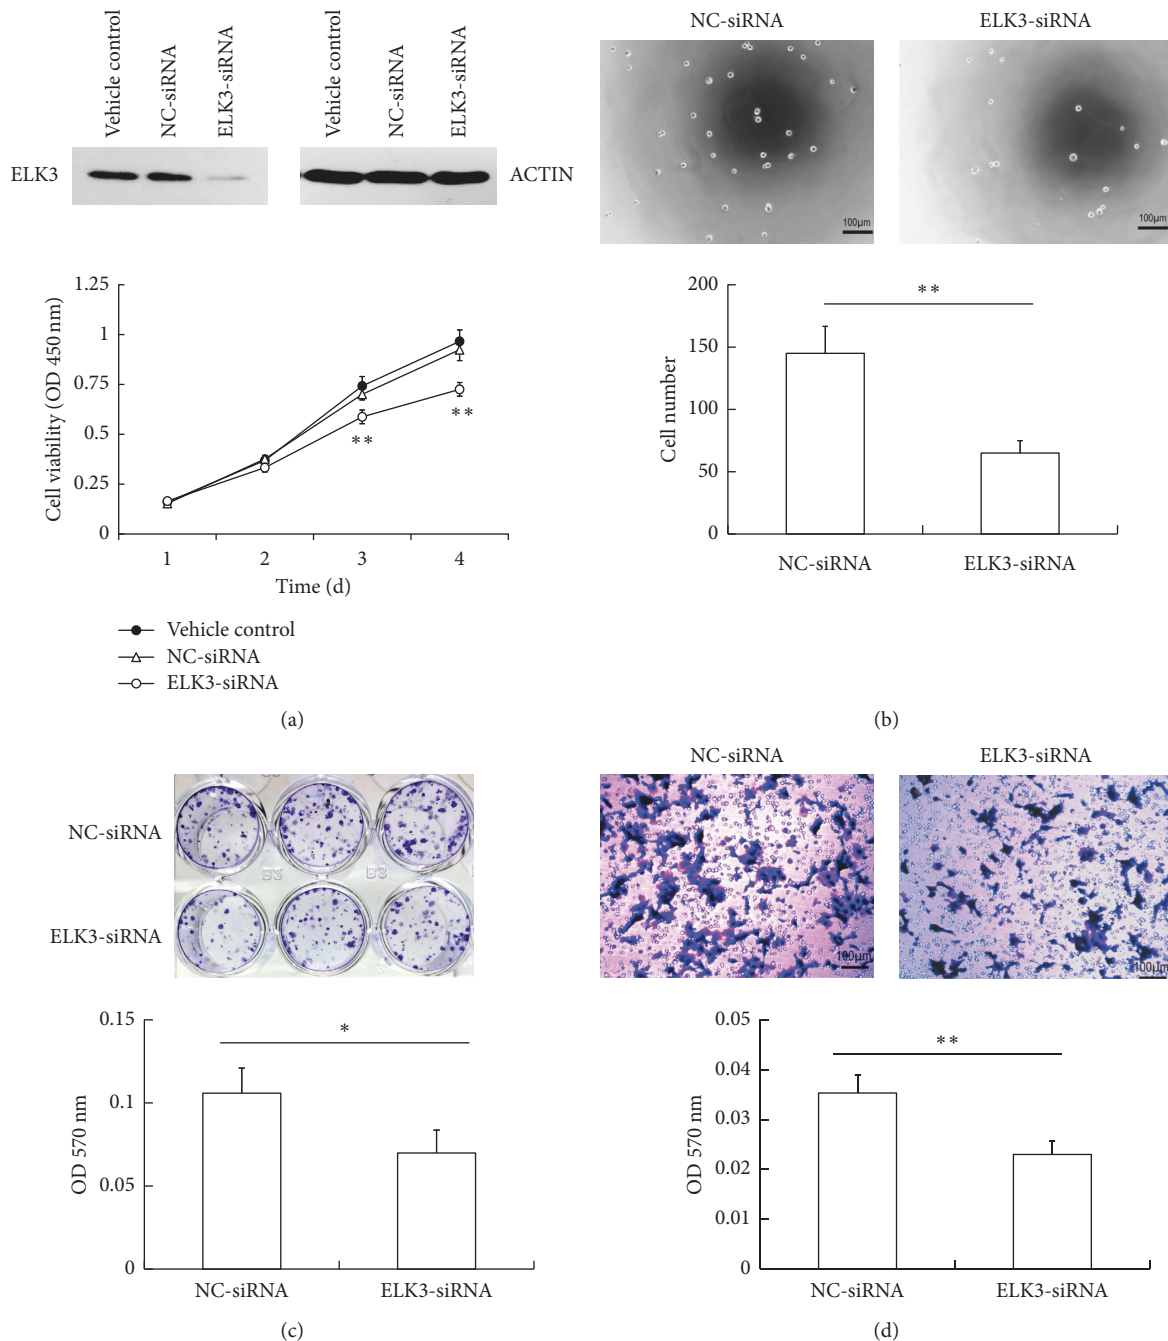 Vehicle control
NC-siRNA
ELK3-siRNA
Vehicle control
NC-siRNA
ELK3-siRNA
ELK3
ACTIN
1.25
1
0.75
0.5
0.25
0
Cell viability (OD 450 nm)
**
**
1 2 3 4
Time (d)
Vehicle control
NC-siRNA
ELK3-siRNA
(a)
NC-siRNA ELK3-siRNA
100μm 100μm
200
150
100
50
0
Cell number
**
NC-siRNA ELK3-siRNA
(b)
NC-siRNA
ELK3-siRNA
B3 B3
0.15
0.1
0.05
0
OD 570 nm
*
NC-siRNA ELK3-siRNA
(c)
NC-siRNA ELK3-siRNA
100μm 100μm
0.05
0.04
0.03
0.02
0.01
0
OD 570 nm
**
NC-siRNA ELK3-siRNA
(d)